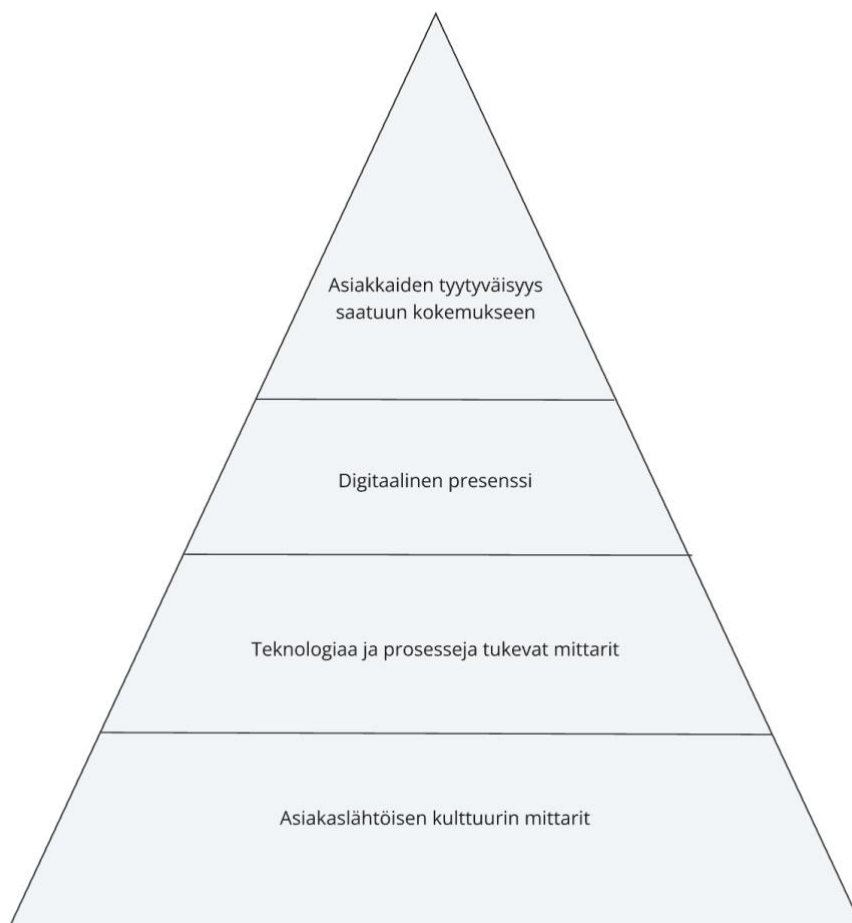 Asiakkaiden tyytyväisyys
saatuun kokemukseen
Digitaalinen presenssi
Teknologiaa ja prosesseja tukevat mittarit
Asiakaslähtöisen kulttuurin mittarit